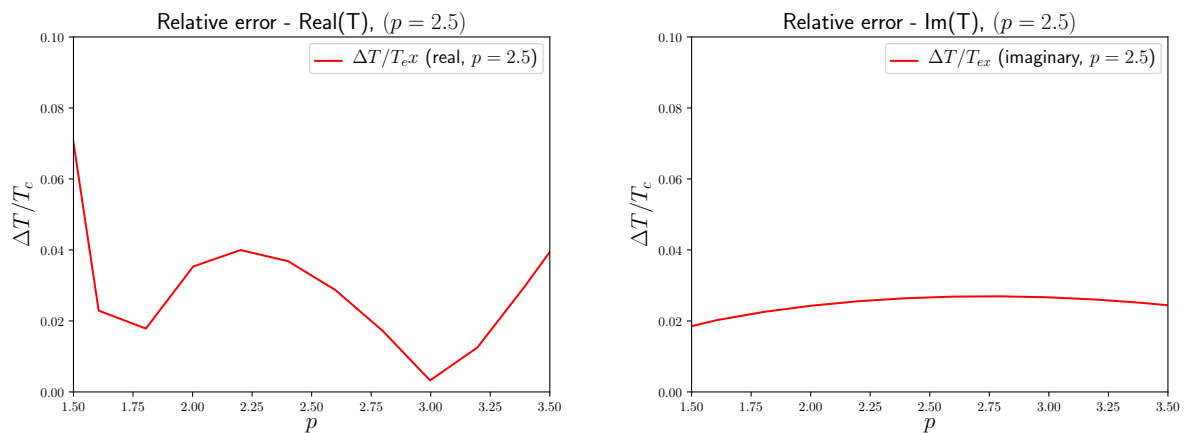 Relative error - Real(T), (p = 2.5)
ΔT/T_ex (real, p = 2.5)
0.10
0.08
0.06
0.04
0.02
0.00
ΔT/T_c
1.50 1.75 2.00 2.25 2.50 2.75 3.00 3.25 3.50
p
Relative error - Im(T), (p = 2.5)
ΔT/T_{ex} (imaginary, p = 2.5)
0.10
0.08
0.06
0.04
0.02
0.00
ΔT/T_c
1.50 1.75 2.00 2.25 2.50 2.75 3.00 3.25 3.50
p